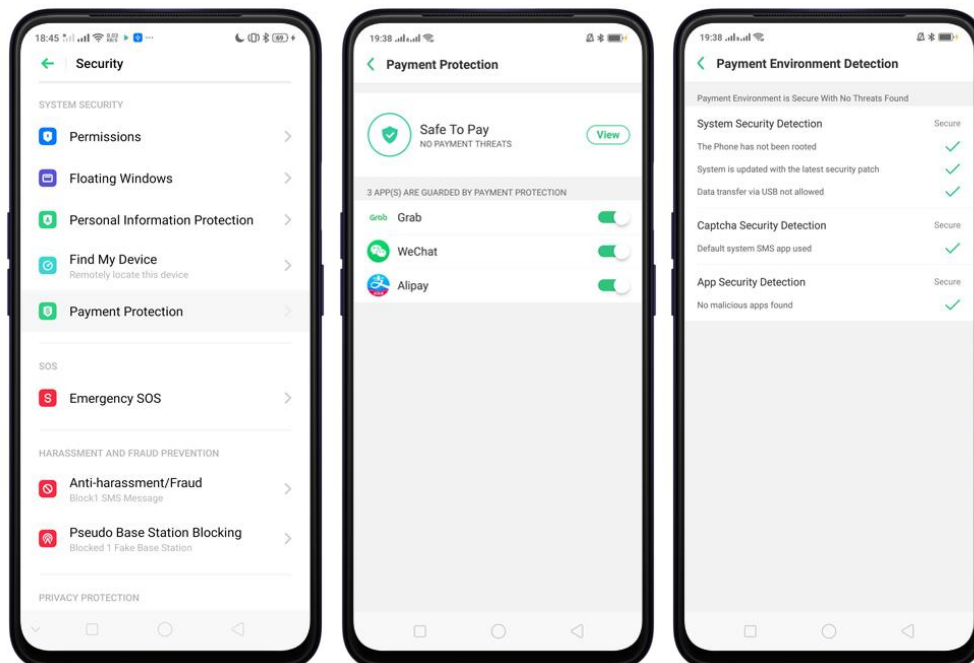 18:45
69
Security
SYSTEM SECURITY
Permissions
Floating Windows
Personal Information Protection
Find My Device
Remotely locate this device
Payment Protection
SOS
S
Emergency SOS
HARASSMENT AND FRAUD PREVENTION
Anti-harassment/Fraud
Block1 SMS Message
Pseudo Base Station Blocking
Blocked 1 Fake Base Station
PRIVACY PROTECTION
19:38
Payment Protection
Safe To Pay
View
NO PAYMENT THREATS
3 APP(S) ARE GUARDED BY PAYMENT PROTECTION
Grab Grab
WeChat
Alipay
19:38
Payment Environment Detection
Payment Environment is Secure With No Threats Found
System Security Detection Secure
The Phone has not been rooted
System is updated with the latest security patch
Data transfer via USB not allowed
Captcha Security Detection Secure
Default system SMS app used
App Security Detection Secure
No malicious apps found